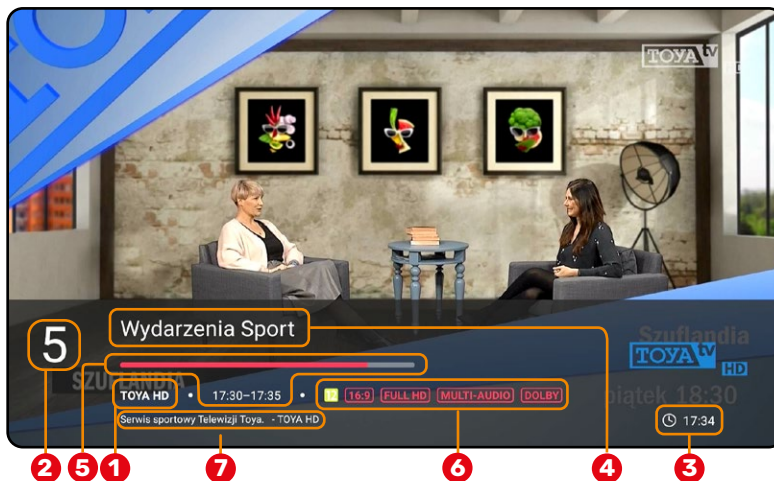 TOYA tv
Wydarzenia Sport
5
Szuflandia
TOYA tv
HD
SZUFLANDIA
TOYA HD • 17:30–17:35 • 12 16:9 FULL HD MULTI-AUDIO DOLBY
piątek 18:30
Serwis sportowy Telewizji Toya. - TOYA HD
17:34
2 5 1 7 6 4 3